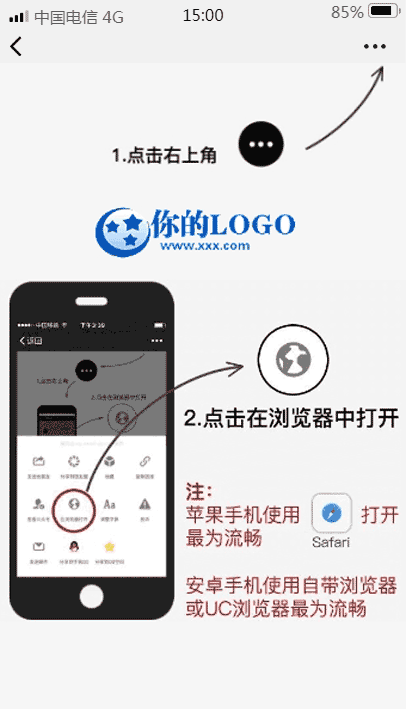 中国电信 4G
15:00
85%
1.点击右上角
你的LOGO
www.xxx.com
返回
2.点击在浏览器中打开
注：
苹果手机使用
打开
最为流畅
Safari
安卓手机使用自带浏览器
或UC浏览器最为流畅
Aa